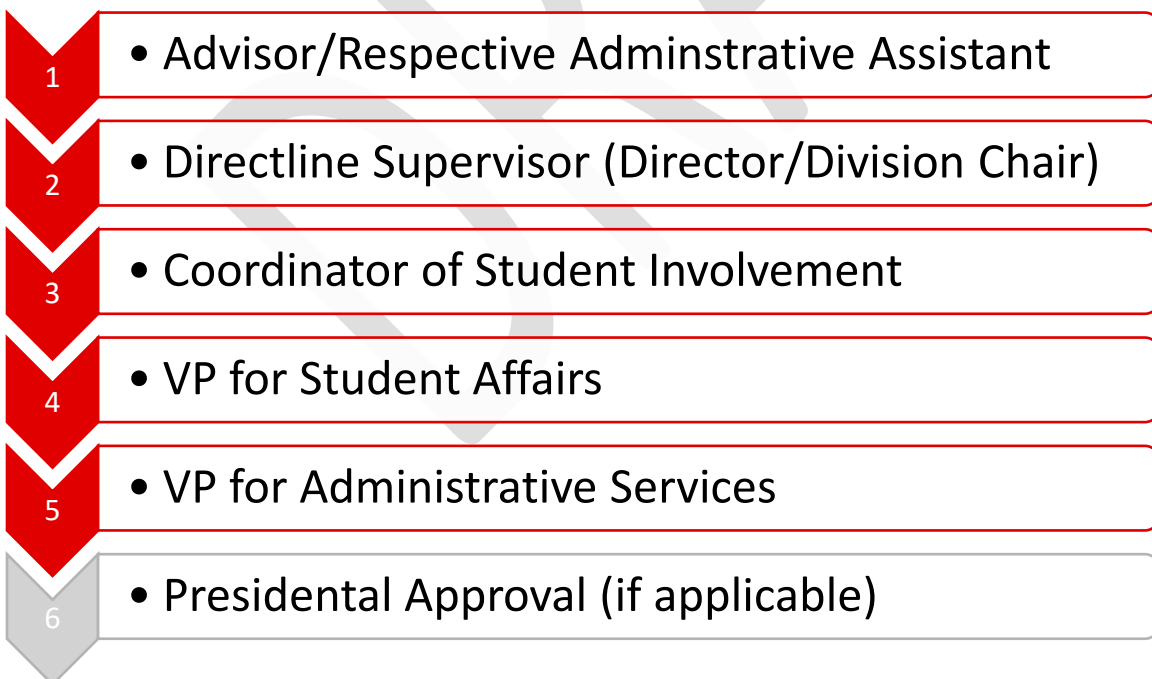 1
• Advisor/Respective Adminstrative Assistant
2
• Directline Supervisor (Director/Division Chair)
3
• Coordinator of Student Involvement
4
• VP for Student Affairs
5
• VP for Administrative Services
6
• Presidental Approval (if applicable)